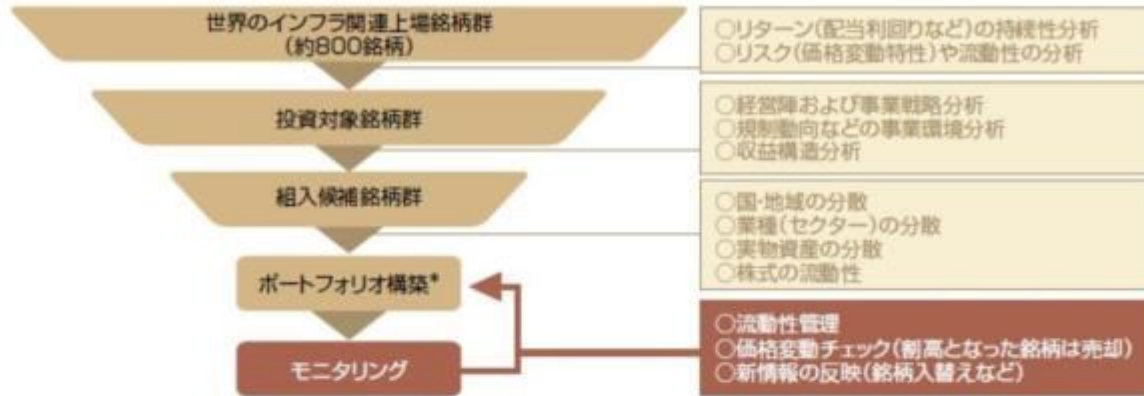 世界のインフラ関連上場銘柄群
(約800銘柄)
○リターン(配当利回りなど)の持続性分析
○リスク(価格変動特性)や流動性の分析
投資対象銘柄群
○経営陣および事業戦略分析
○規制動向などの事業環境分析
○収益構造分析
組入候補銘柄群
○国・地域の分散
○業種(セクター)の分散
○実物資産の分散
○株式の流動性
ポートフォリオ構築*
○流動性管理
○価格変動チェック(割高となった銘柄は売却)
○新情報の反映(銘柄入替えなど)
モニタリング